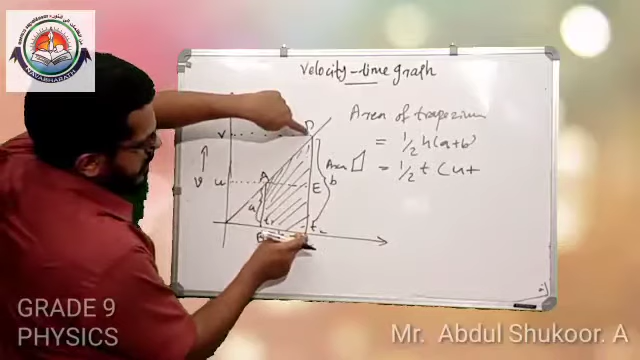 NAVABHARATH
Velocity-time graph
Area of trapezium
= 1/2 h(a+b)
= 1/2 t (u+
v
v
u
A
D
E
a
b
Area
t₁
t₂
B
GRADE 9
PHYSICS
Mr. Abdul Shukoor. A